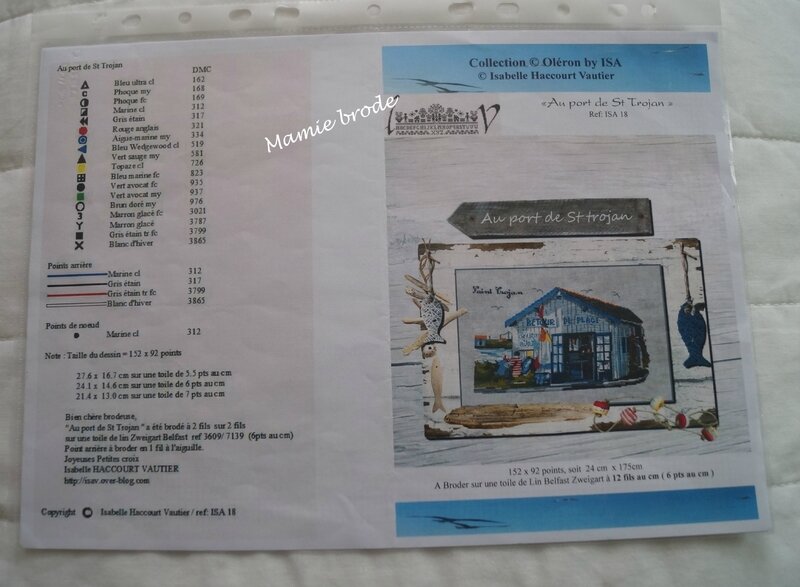 Au port de St Trojan
DMC
Bleu ultra cl 162
C Phoque my 168
Phoque fc 169
Marine cl 312
Gris étain 317
Rouge anglais 321
Aigue-marine my 334
Bleu Wedgewood cl 519
Vert sauge my 581
Topaze cl 726
Bleu marine fc 823
Vert avocat fc 935
Vert avocat my 937
Brun doré my 976
3 Marron glacé fc 3021
Y Marron glacé 3787
Gris étain tr fc 3799
Blanc d'hiver 3865
Points arrière
Marine cl 312
Gris étain 317
Gris étain tr fc 3799
Blanc d'hiver 3865
Points de noeud
Marine cl 312
Note : Taille du dessin = 152 x 92 points
27.6 x 16.7 cm sur une toile de 5.5 pts au cm
24.1 x 14.6 cm sur une toile de 6 pts au cm
21.4 x 13.0 cm sur une toile de 7 pts au cm
Bien chère brodeuse,
"Au port de St Trojan" a été brodé à 2 fils sur 2 fils
sur une toile de lin Zweigart Belfast ref 3609/ 7139 (6pts au cm)
Point arrière à broder en 1 fil à l'aiguille.
Joyeuses Petites croix
Isabelle HACCOURT VAUTIER
http://isav.over-blog.com
Copyright © Isabelle Haccourt Vautier / ref: ISA 18
Mamie brode
Collection © Oléron by ISA
© Isabelle Haccourt Vautier
«Au port de St Trojan »
Ref: ISA 18
Au port de St trojan
Saint Trojan
RETOUR DE PLAGE
152 x 92 points, soit 24 cm x 175cm
A Broder sur une toile de Lin Belfast Zweigart à 12 fils au cm ( 6 pts au cm )